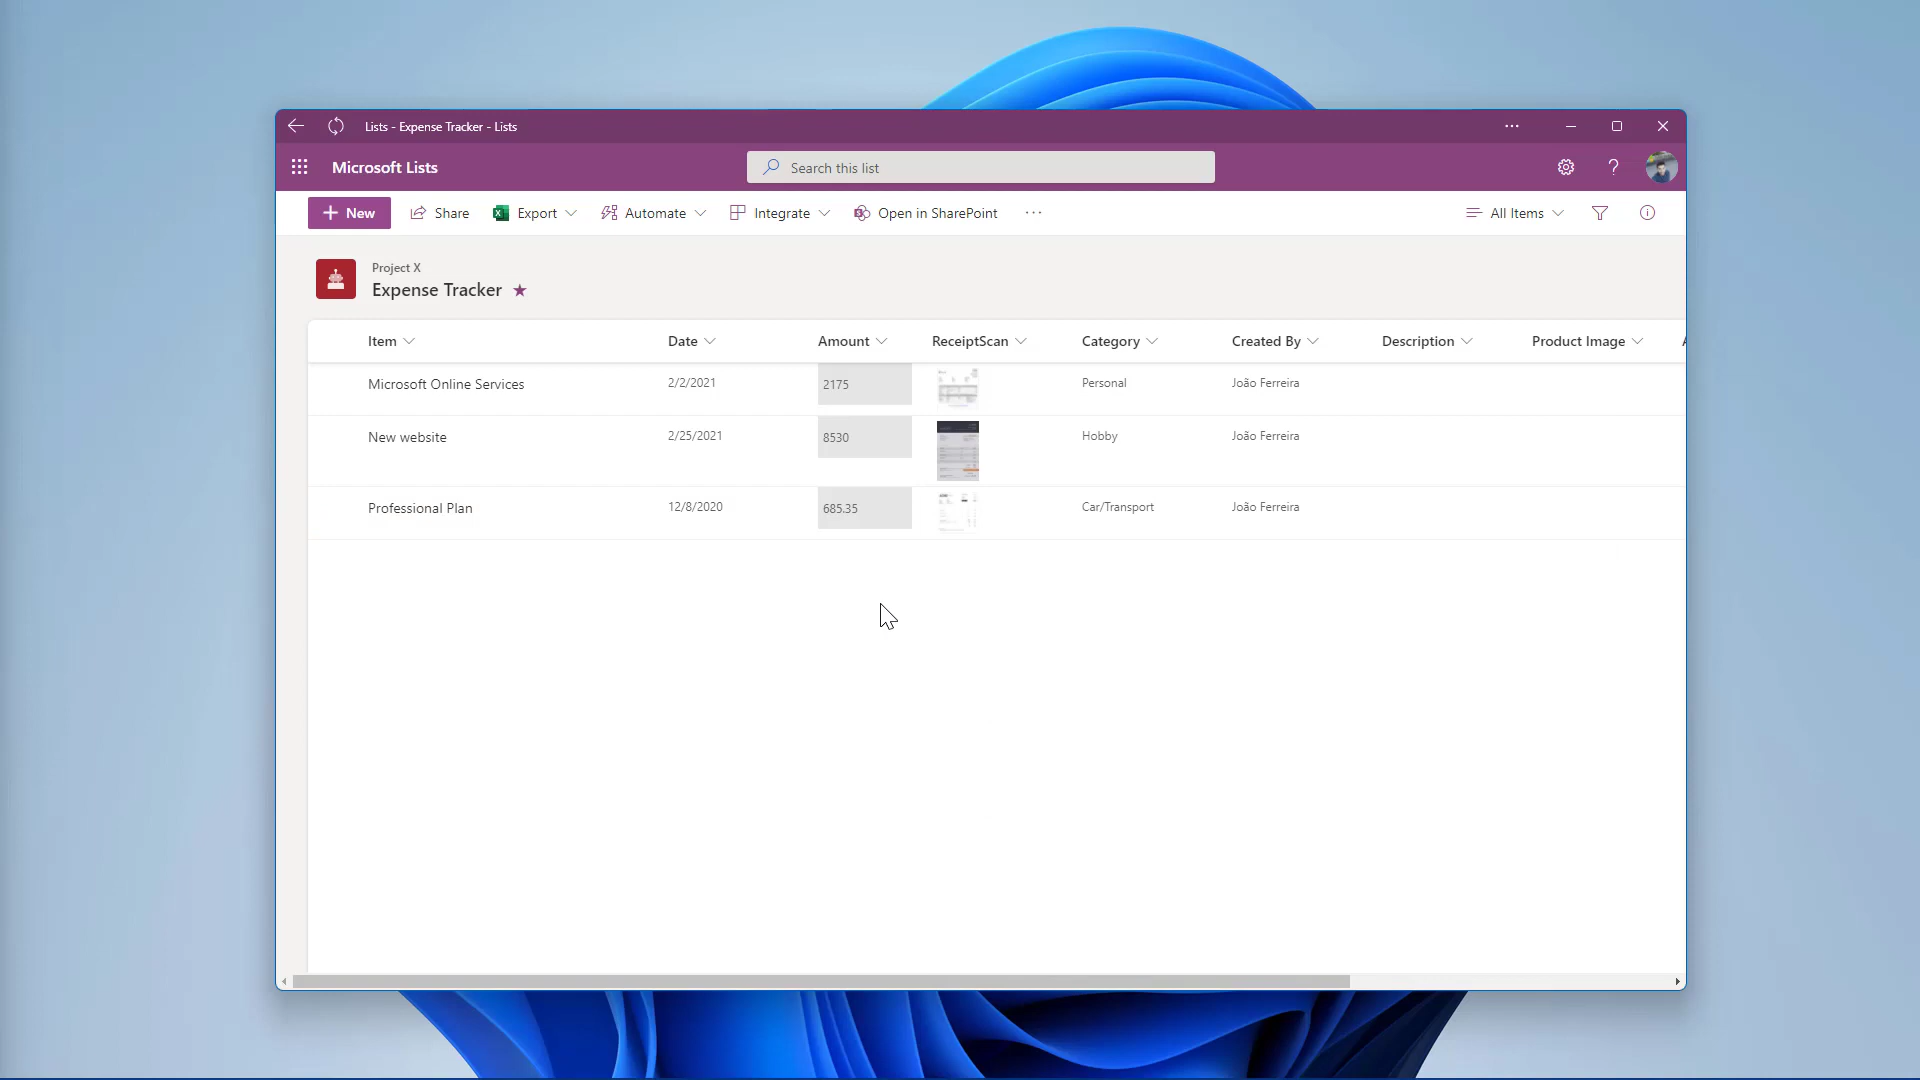 Lists - Expense Tracker - Lists
Microsoft Lists
Search this list
New Share Export Automate Integrate Open in SharePoint All Items
Project X
Expense Tracker
Item Date Amount ReceiptScan Category Created By Description Product Image
Microsoft Online Services 2/2/2021 2175 Personal João Ferreira
New website 2/25/2021 8530 Hobby João Ferreira
Professional Plan 12/8/2020 685.35 Car/Transport João Ferreira